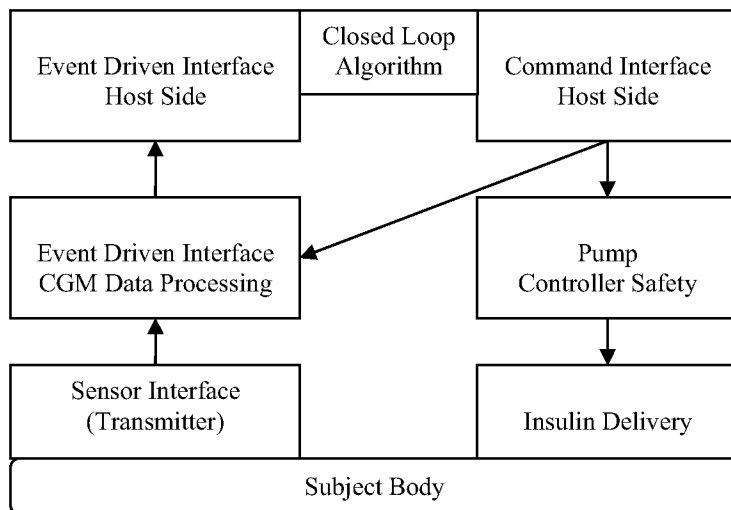 Event Driven Interface
Host Side
Closed Loop
Algorithm
Command Interface
Host Side
Event Driven Interface
CGM Data Processing
Pump
Controller Safety
Sensor Interface
(Transmitter)
Insulin Delivery
Subject Body